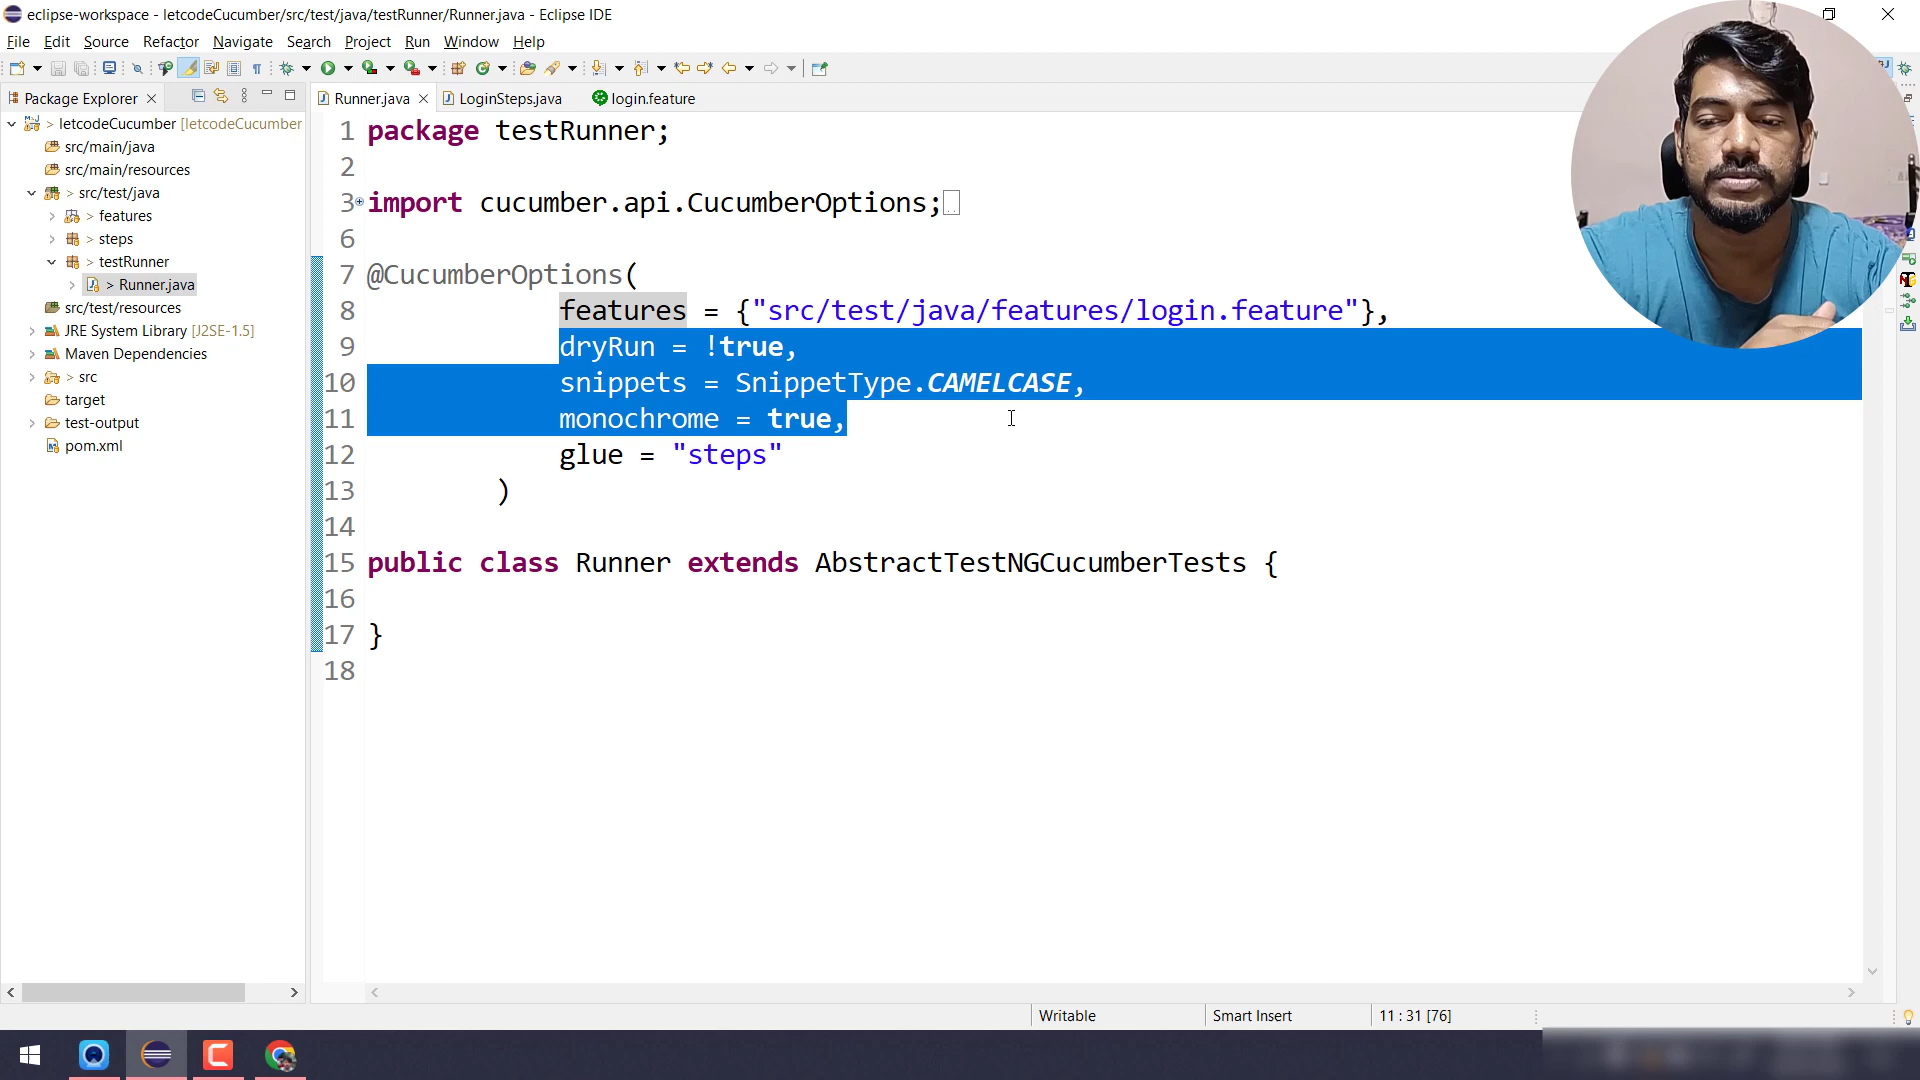 eclipse-workspace - letcodeCucumber/src/test/java/testRunner/Runner.java - Eclipse IDE
File Edit Source Refactor Navigate Search Project Run Window Help
Package Explorer
Runner.java LoginSteps.java login.feature
> letcodeCucumber [letcodeCucumber
src/main/java
src/main/resources
> src/test/java
> features
> steps
> testRunner
> Runner.java
src/test/resources
JRE System Library [J2SE-1.5]
Maven Dependencies
> src
target
test-output
pom.xml
1 package testRunner;
2
3 import cucumber.api.CucumberOptions;
6
7 @CucumberOptions(
8 features = {"src/test/java/features/login.feature"},
9 dryRun = !true,
10 snippets = SnippetType.CAMELCASE,
11 monochrome = true,
12 glue = "steps"
13 )
14
15 public class Runner extends AbstractTestNGCucumberTests {
16
17 }
18
Writable Smart Insert 11 : 31 [76]